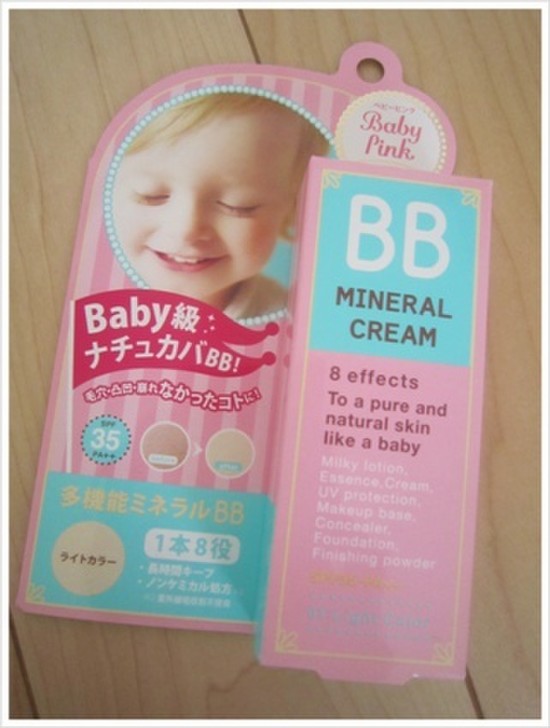 ベビーピンク
Baby
Pink
Baby級
ナチュカバBB!
毛穴・凸凹・崩れなかったコトに!
SPF
35
PA++
多機能ミネラルBB
ライトカラー
1本8役
・長時間キープ
・ノンケミカル処方
BB
MINERAL
CREAM
8 effects
To a pure and
natural skin
like a baby
Milky lotion,
Essence,Cream,
UV protection,
Makeup base,
Concealer,
Foundation,
Finishing powder
Light Color